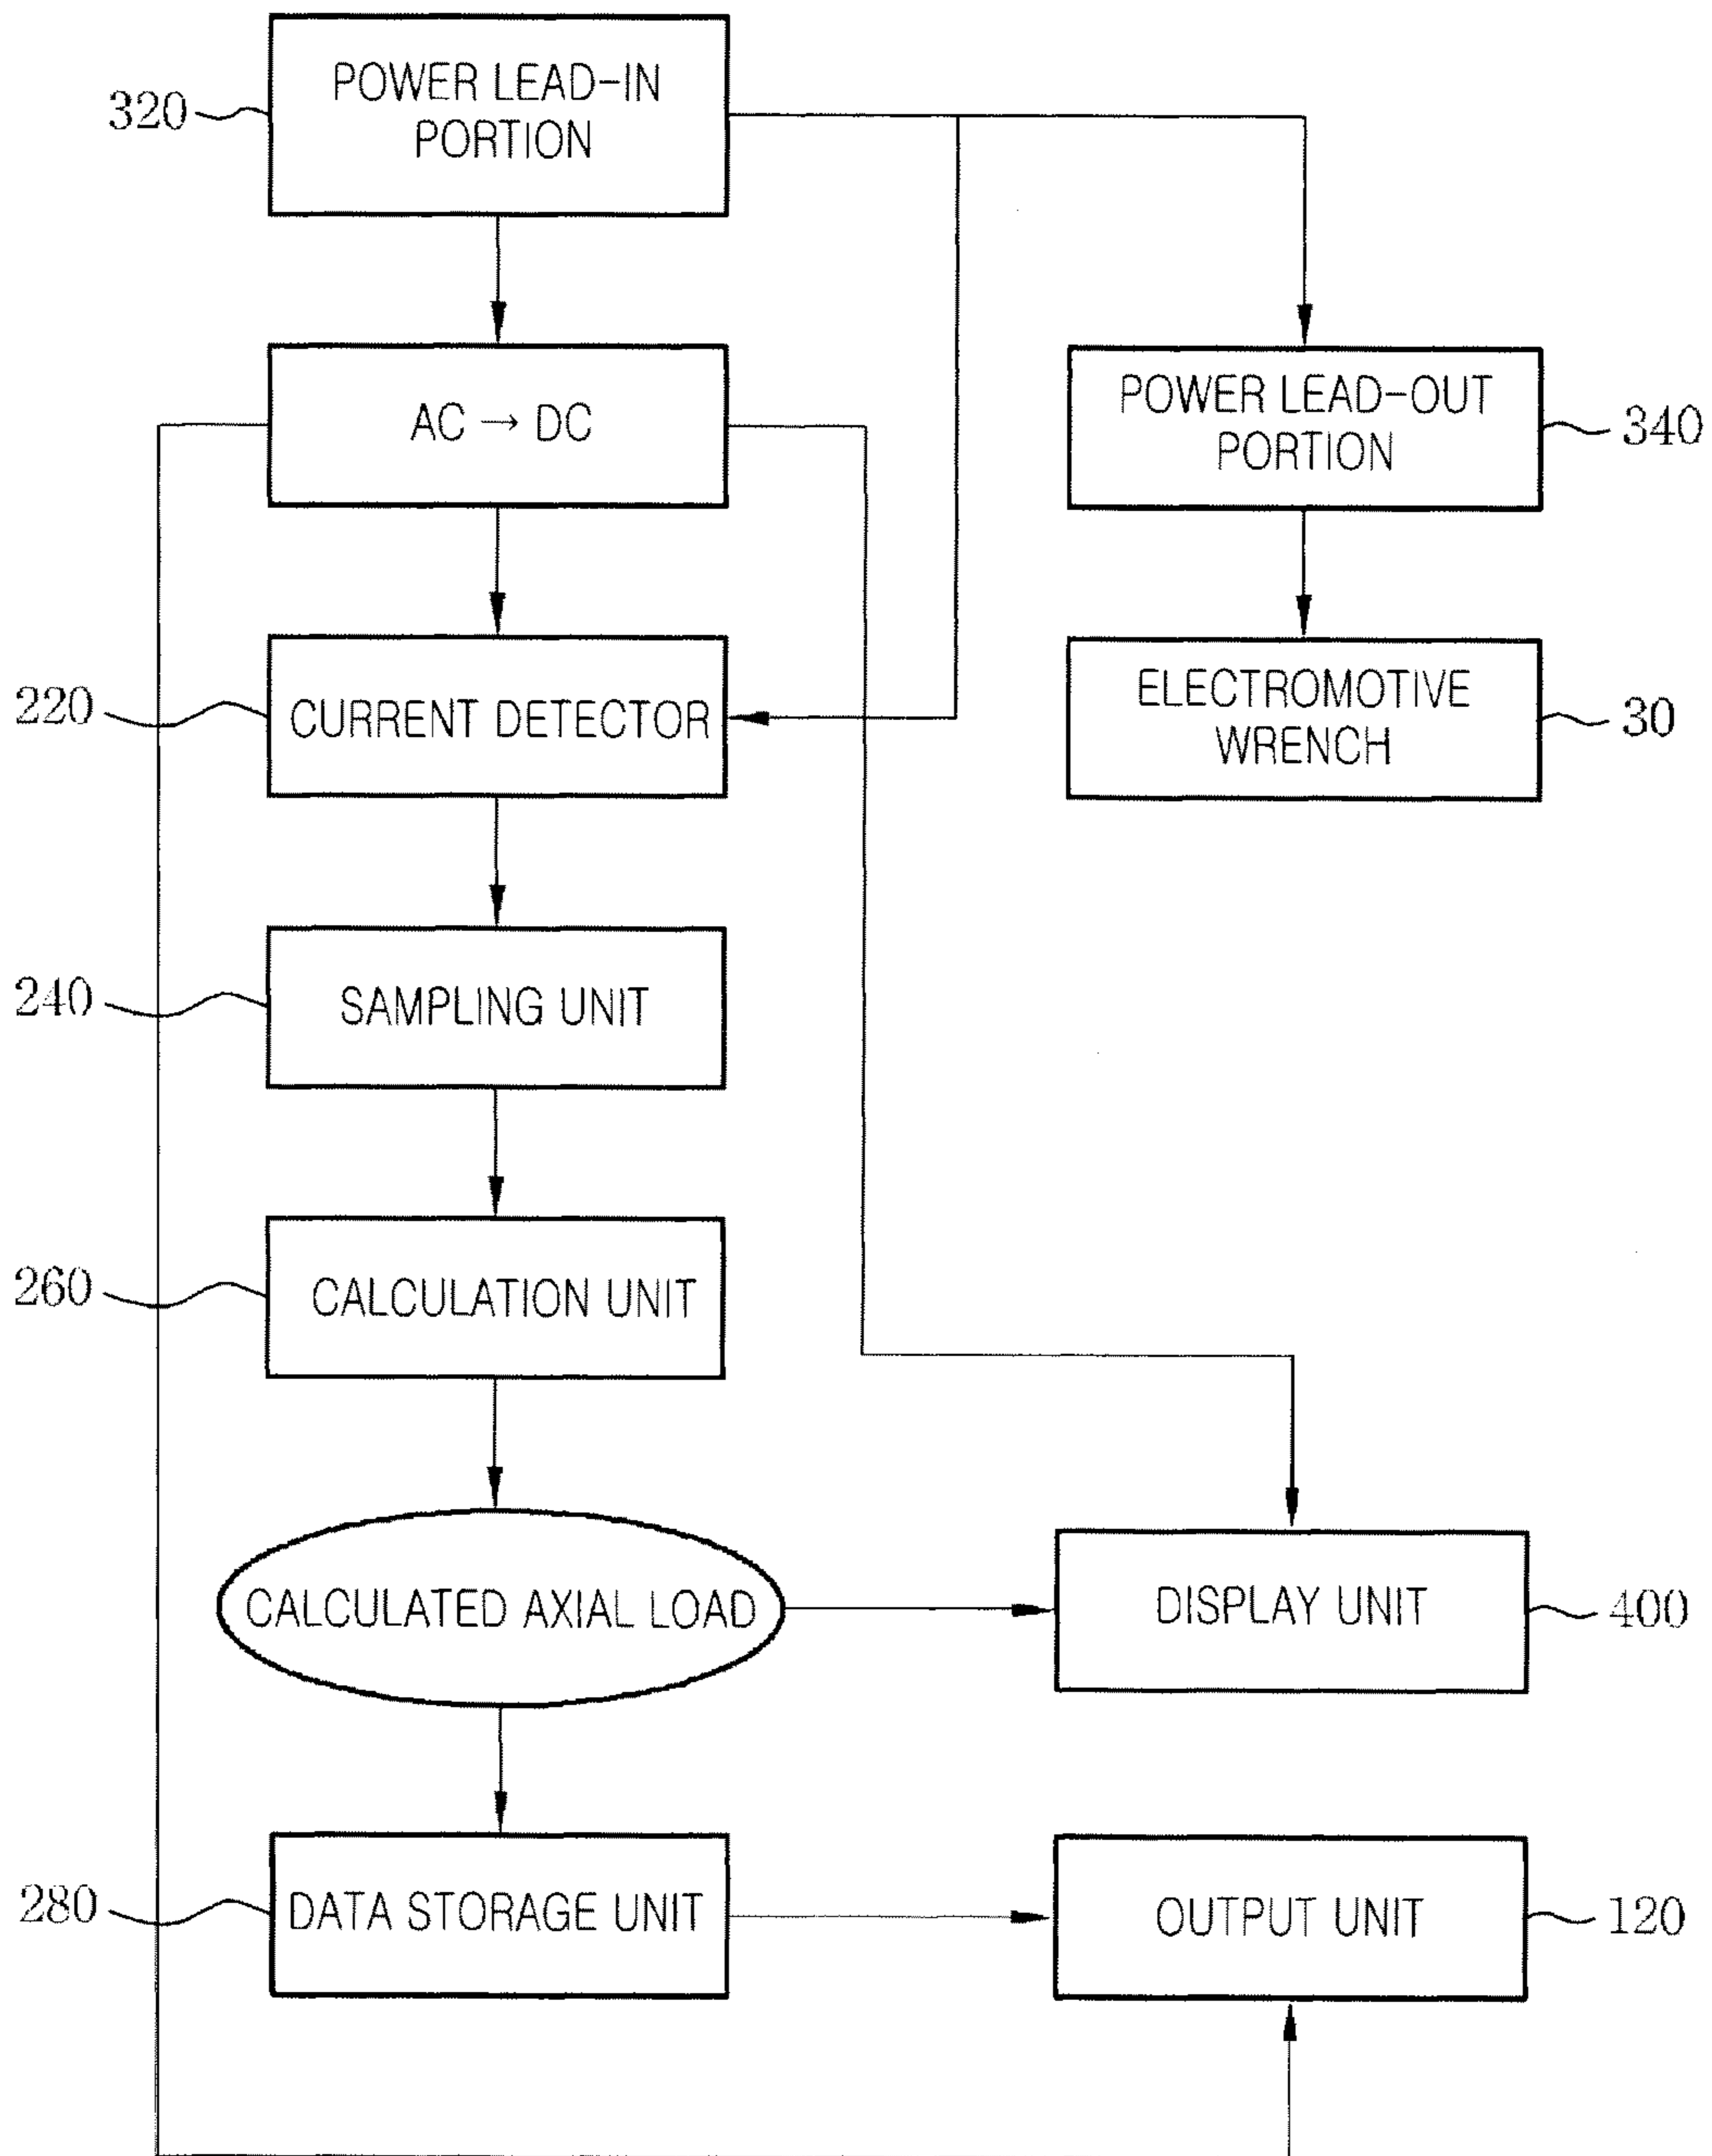 POWER LEAD-IN
PORTION
320
AC → DC
POWER LEAD-OUT
PORTION
340
220
CURRENT DETECTOR
ELECTROMOTIVE
WRENCH
30
240
SAMPLING UNIT
260
CALCULATION UNIT
CALCULATED AXIAL LOAD
DISPLAY UNIT
400
280
DATA STORAGE UNIT
OUTPUT UNIT
120